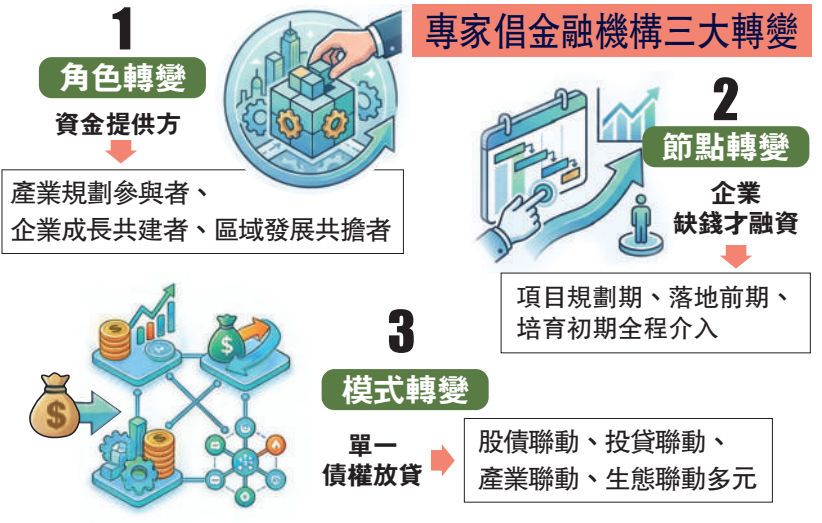 專家倡金融機構三大轉變
1
角色轉變
資金提供方
產業規劃參與者、
企業成長共建者、區域發展共擔者
2
節點轉變
企業
缺錢才融資
項目規劃期、落地前期、
培育初期全程介入
3
模式轉變
單一
債權放貸
股債聯動、投貸聯動、
產業聯動、生態聯動多元
$
$
$
$